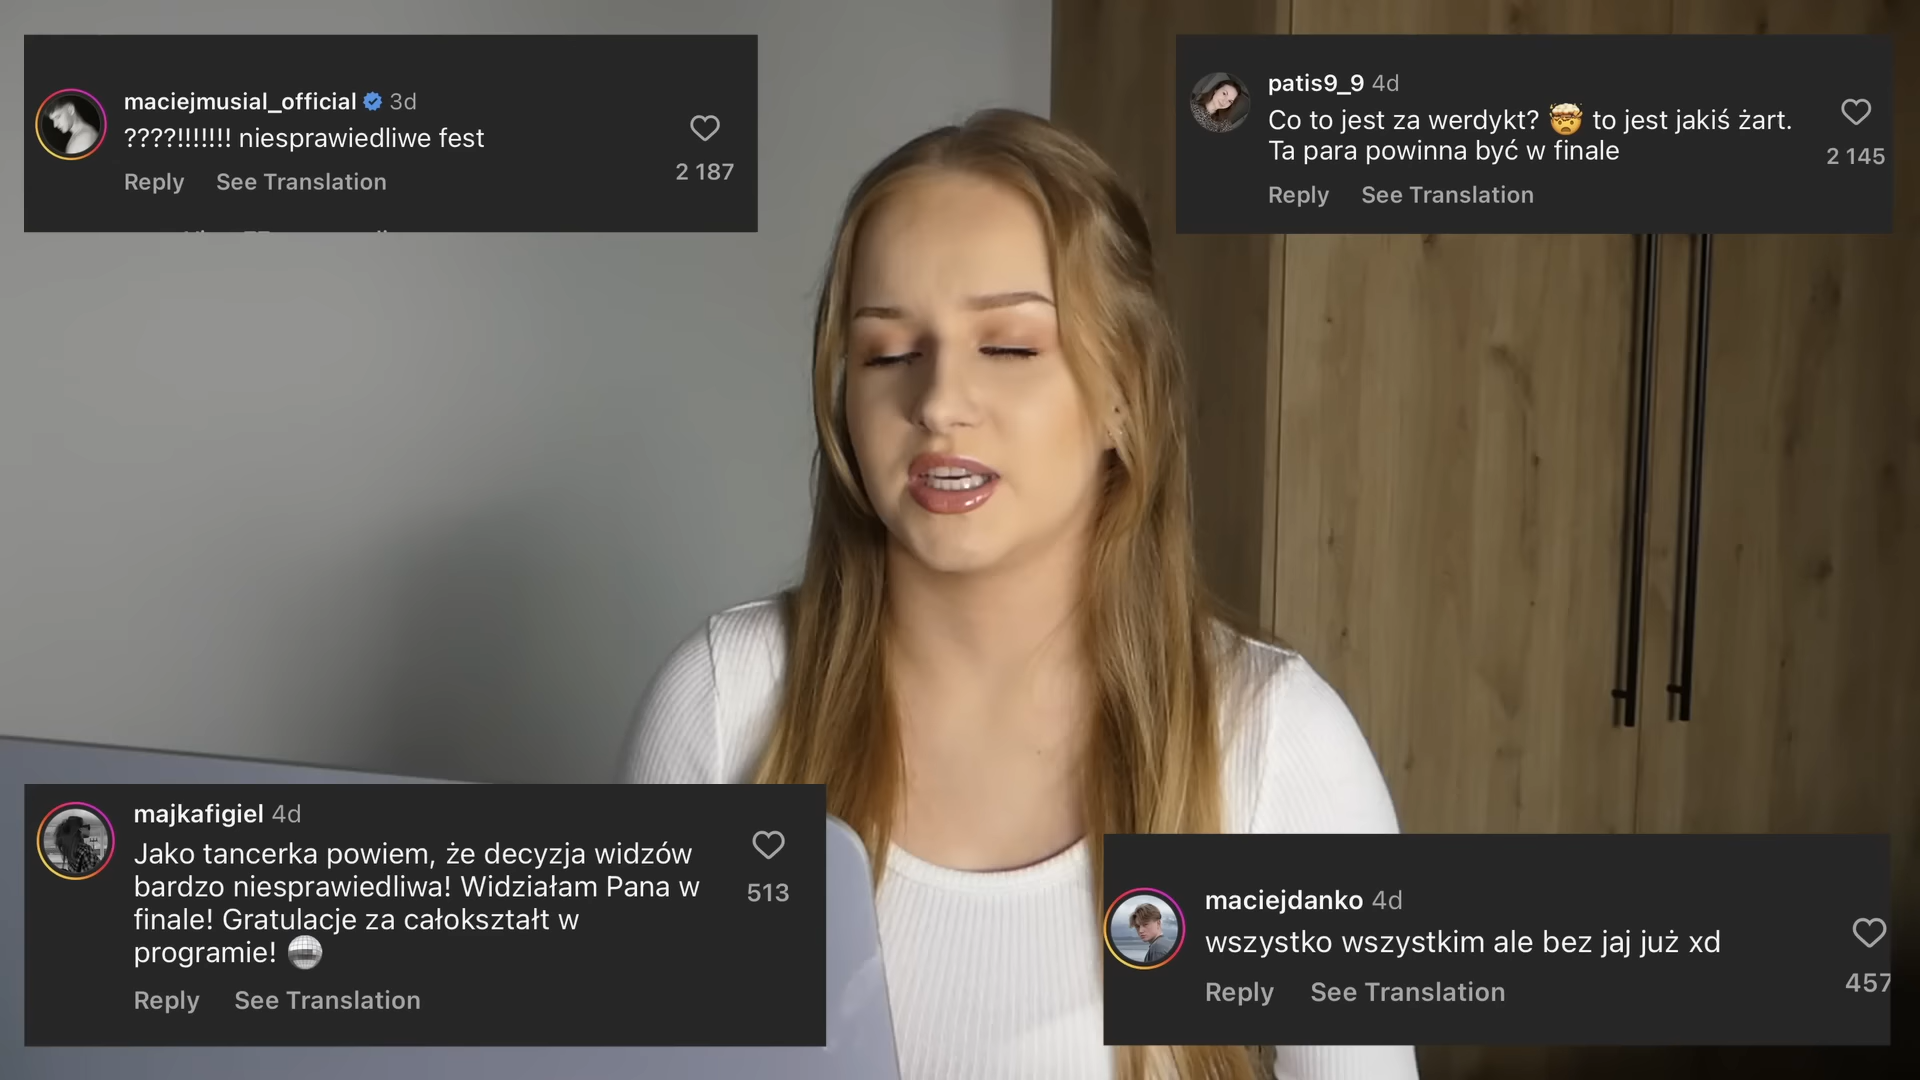 maciejmusial_official 3d
????!!!!!!! niesprawiedliwe fest
2 187
Reply See Translation
patis9_9 4d
Co to jest za werdykt? 🤯 to jest jakiś żart.
Ta para powinna być w finale
2 145
Reply See Translation
majkafigiel 4d
Jako tancerka powiem, że decyzja widzów
bardzo niesprawiedliwa! Widziałam Pana w
finale! Gratulacje za całokształt w
programie! 🪩
513
Reply See Translation
maciejdanko 4d
wszystko wszystkim ale bez jaj już xd
457
Reply See Translation